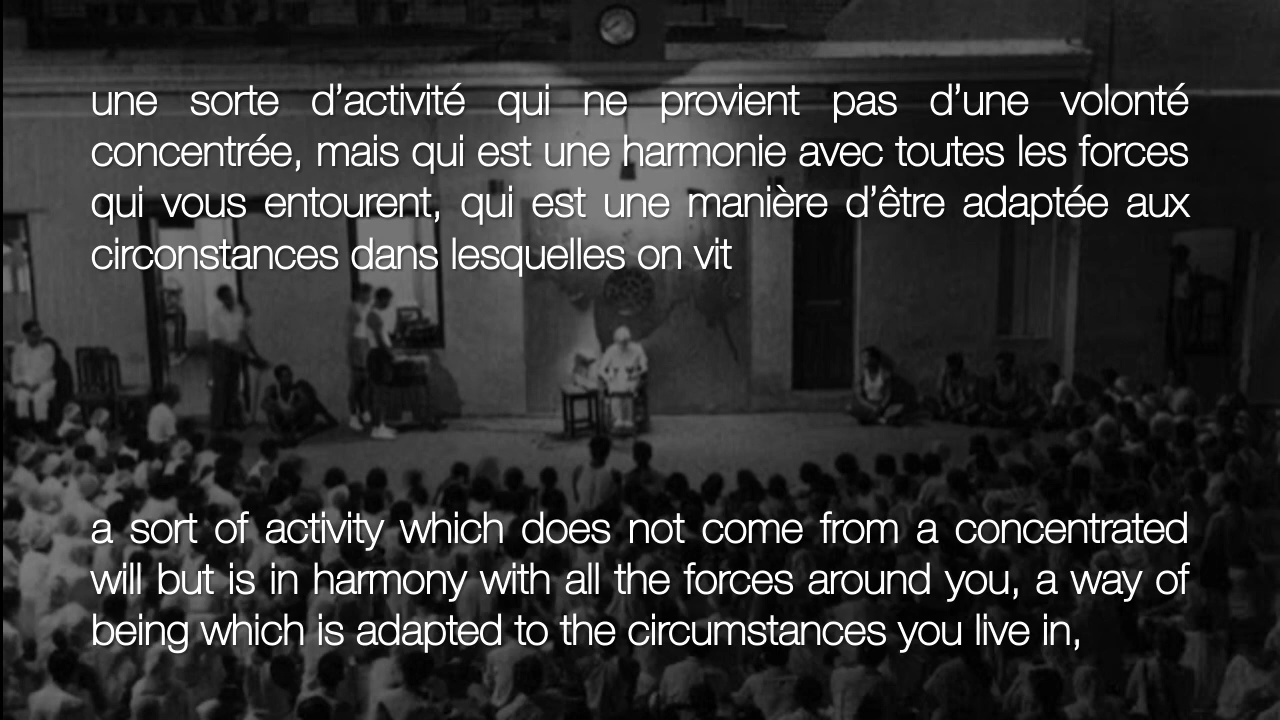 une sorte d’activité qui ne provient pas d’une volonté
concentrée, mais qui est une harmonie avec toutes les forces
qui vous entourent, qui est une manière d’être adaptée aux
circonstances dans lesquelles on vit
a sort of activity which does not come from a concentrated
will but is in harmony with all the forces around you, a way of
being which is adapted to the circumstances you live in,